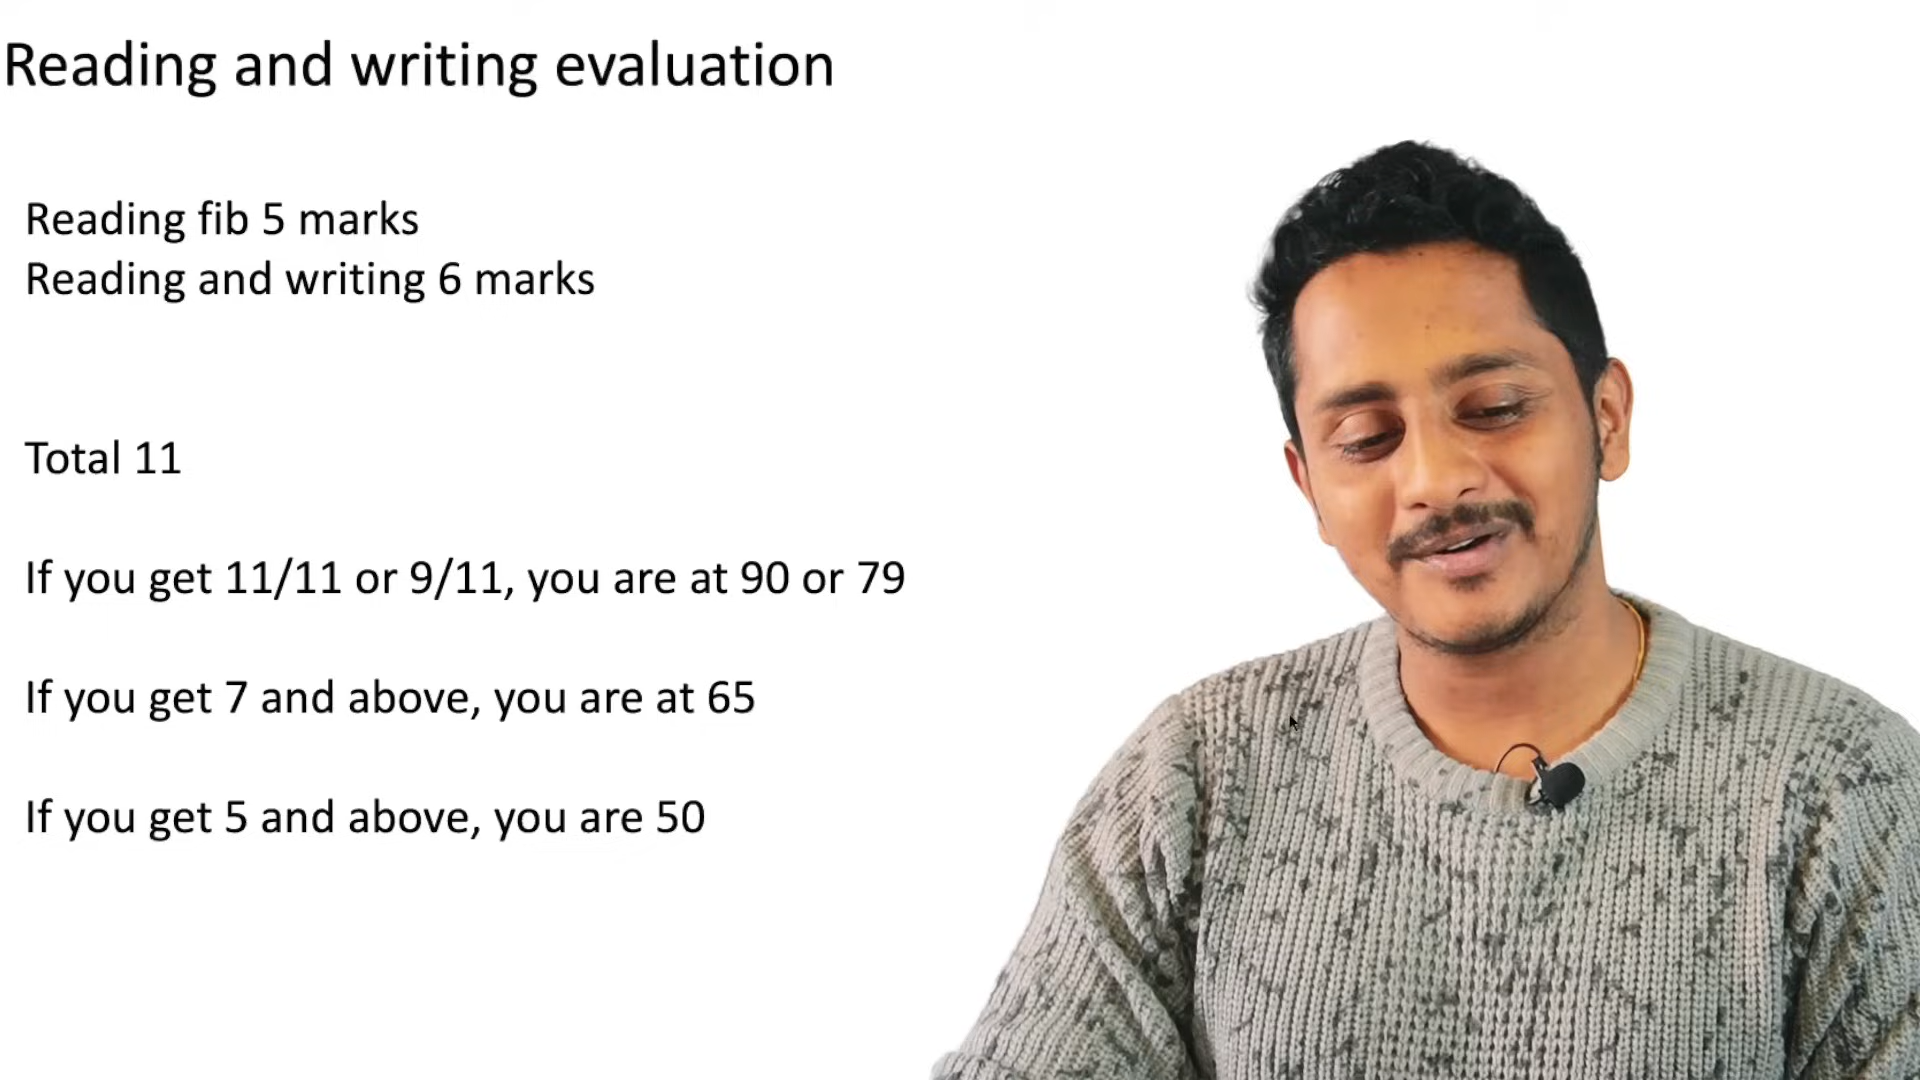 Reading and writing evaluation
Reading fib 5 marks
Reading and writing 6 marks
Total 11
If you get 11/11 or 9/11, you are at 90 or 79
If you get 7 and above, you are at 65
If you get 5 and above, you are 50